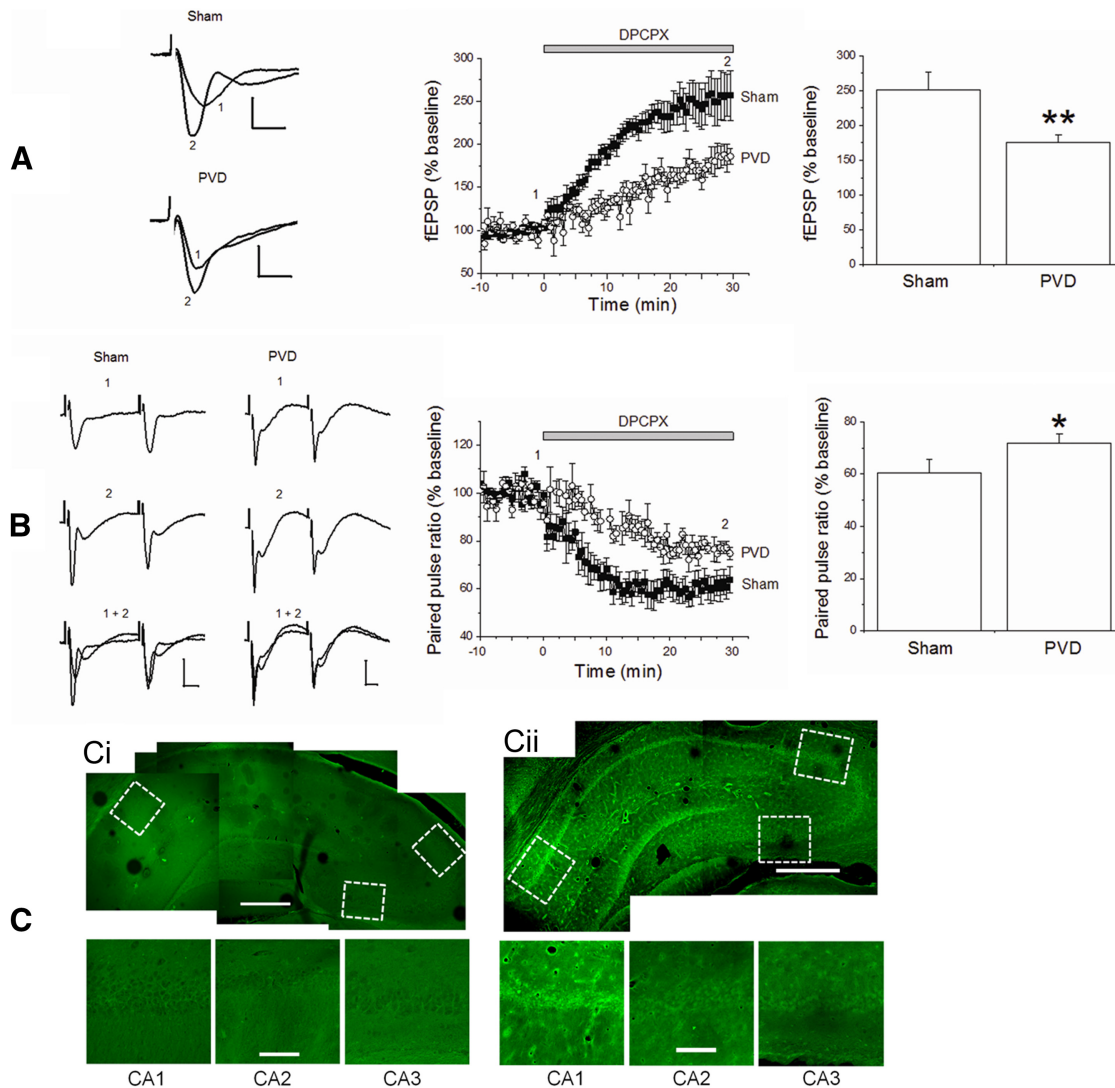 A
Sham
1
2
PVD
1
2
DPCPX
fEPSP (% baseline)
300
250
200
150
100
50
1
2
Sham
PVD
-10
0
10
20
30
Time (min)
fEPSP (% baseline)
300
250
200
150
100
50
0
**
Sham
PVD
B
Sham
PVD
1
1
2
2
1 + 2
1 + 2
DPCPX
Paired pulse ratio (% baseline)
120
100
80
60
40
1
2
PVD
Sham
-10
0
10
20
30
Time (min)
Paired pulse ratio (% baseline)
80
60
40
20
0
*
Sham
PVD
C
Ci
Cii
CA1
CA2
CA3
CA1
CA2
CA3